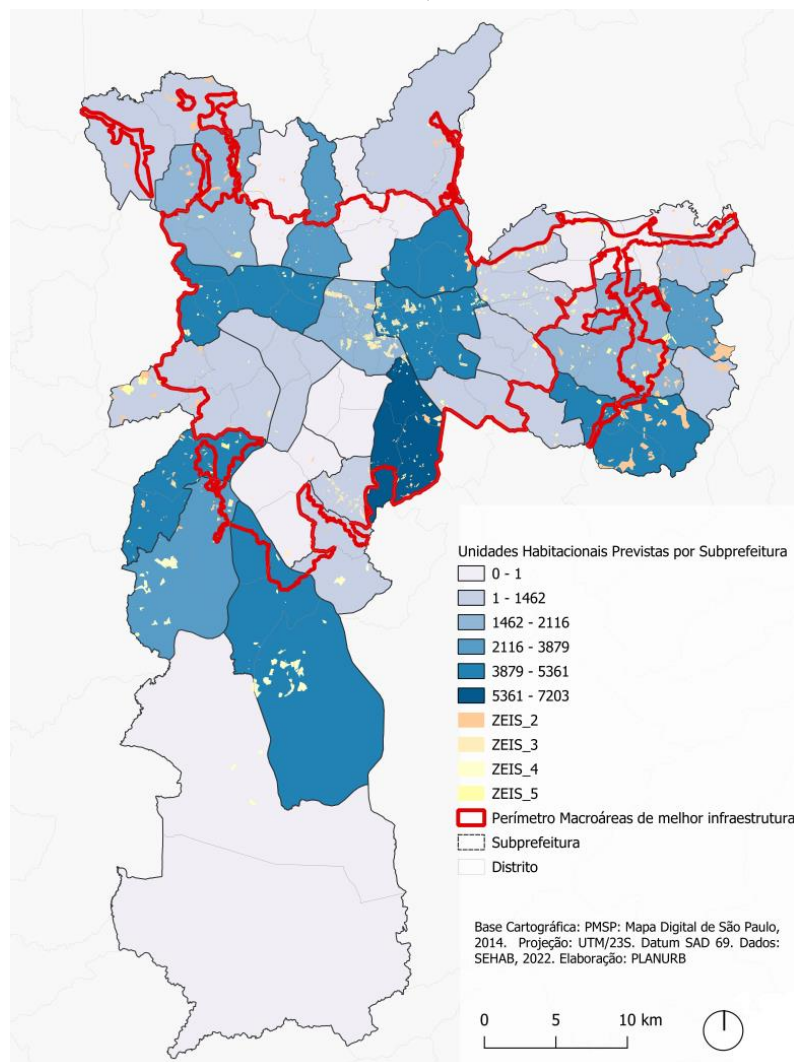 Unidades Habitacionais Previstas por Subprefeitura
0 - 1
1 - 1462
1462 - 2116
2116 - 3879
3879 - 5361
5361 - 7203
ZEIS_2
ZEIS_3
ZEIS_4
ZEIS_5
Perímetro Macroáreas de melhor infraestrutura
Subprefeitura
Distrito
Base Cartográfica: PMSP: Mapa Digital de São Paulo,
2014. Projeção: UTM/23S. Datum SAD 69. Dados:
SEHAB, 2022. Elaboração: PLANURB
0 5 10 km